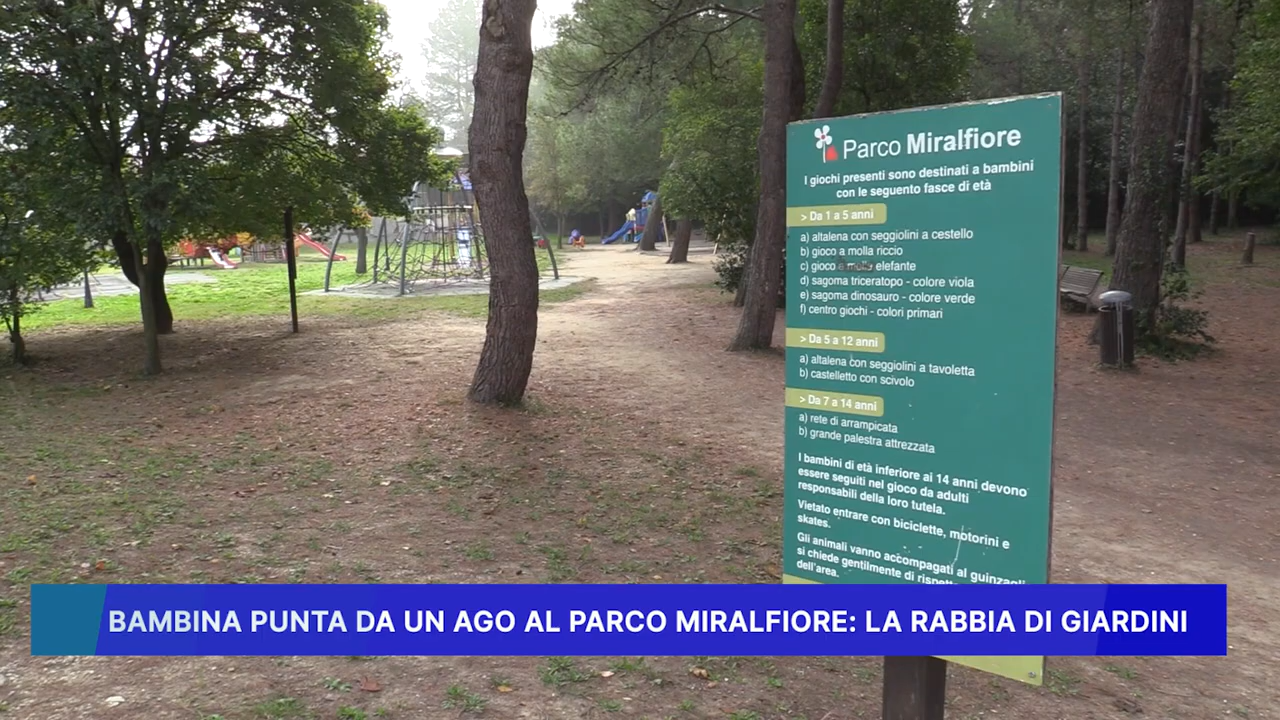 Parco Miralfiore
I giochi presenti sono destinati a bambini
con le seguento fasce di età
> Da 1 a 5 anni
a) altalena con seggiolini a cestello
b) gioco a molla riccio
c) gioco a molla elefante
d) sagoma triceratopo - colore viola
e) sagoma dinosauro - colore verde
f) centro giochi - colori primari
> Da 5 a 12 anni
a) altalena con seggiolini a tavoletta
b) castelletto con scivolo
> Da 7 a 14 anni
a) rete di arrampicata
b) grande palestra attrezzata
I bambini di età inferiore ai 14 anni devono
essere seguiti nel gioco da adulti
responsabili della loro tutela.
Vietato entrare con biciclette, motorini e
skates.
Gli animali vanno accompagati al
si chiede gentilmente di
dell'area.
BAMBINA PUNTA DA UN AGO AL PARCO MIRALFIORE: LA RABBIA DI GIARDINI